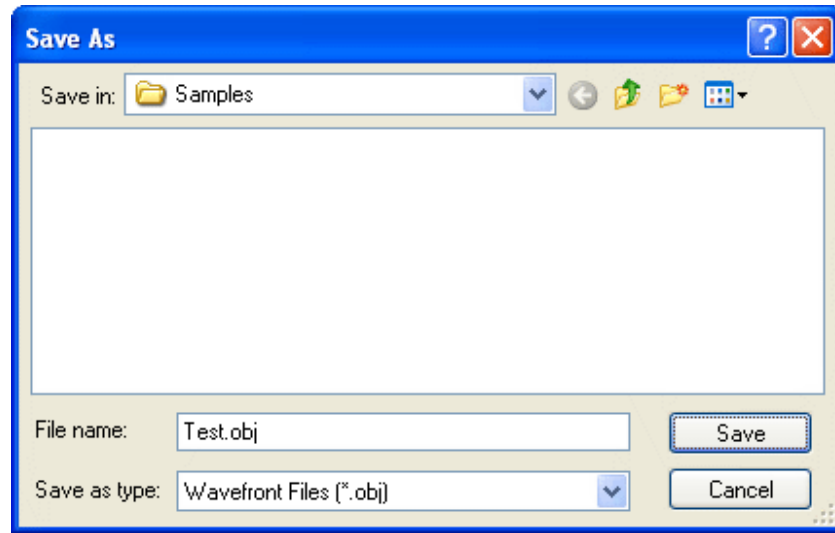 Save As
Save in: Samples
File name: Test.obj Save
Save as type: Wavefront Files (*.obj) Cancel